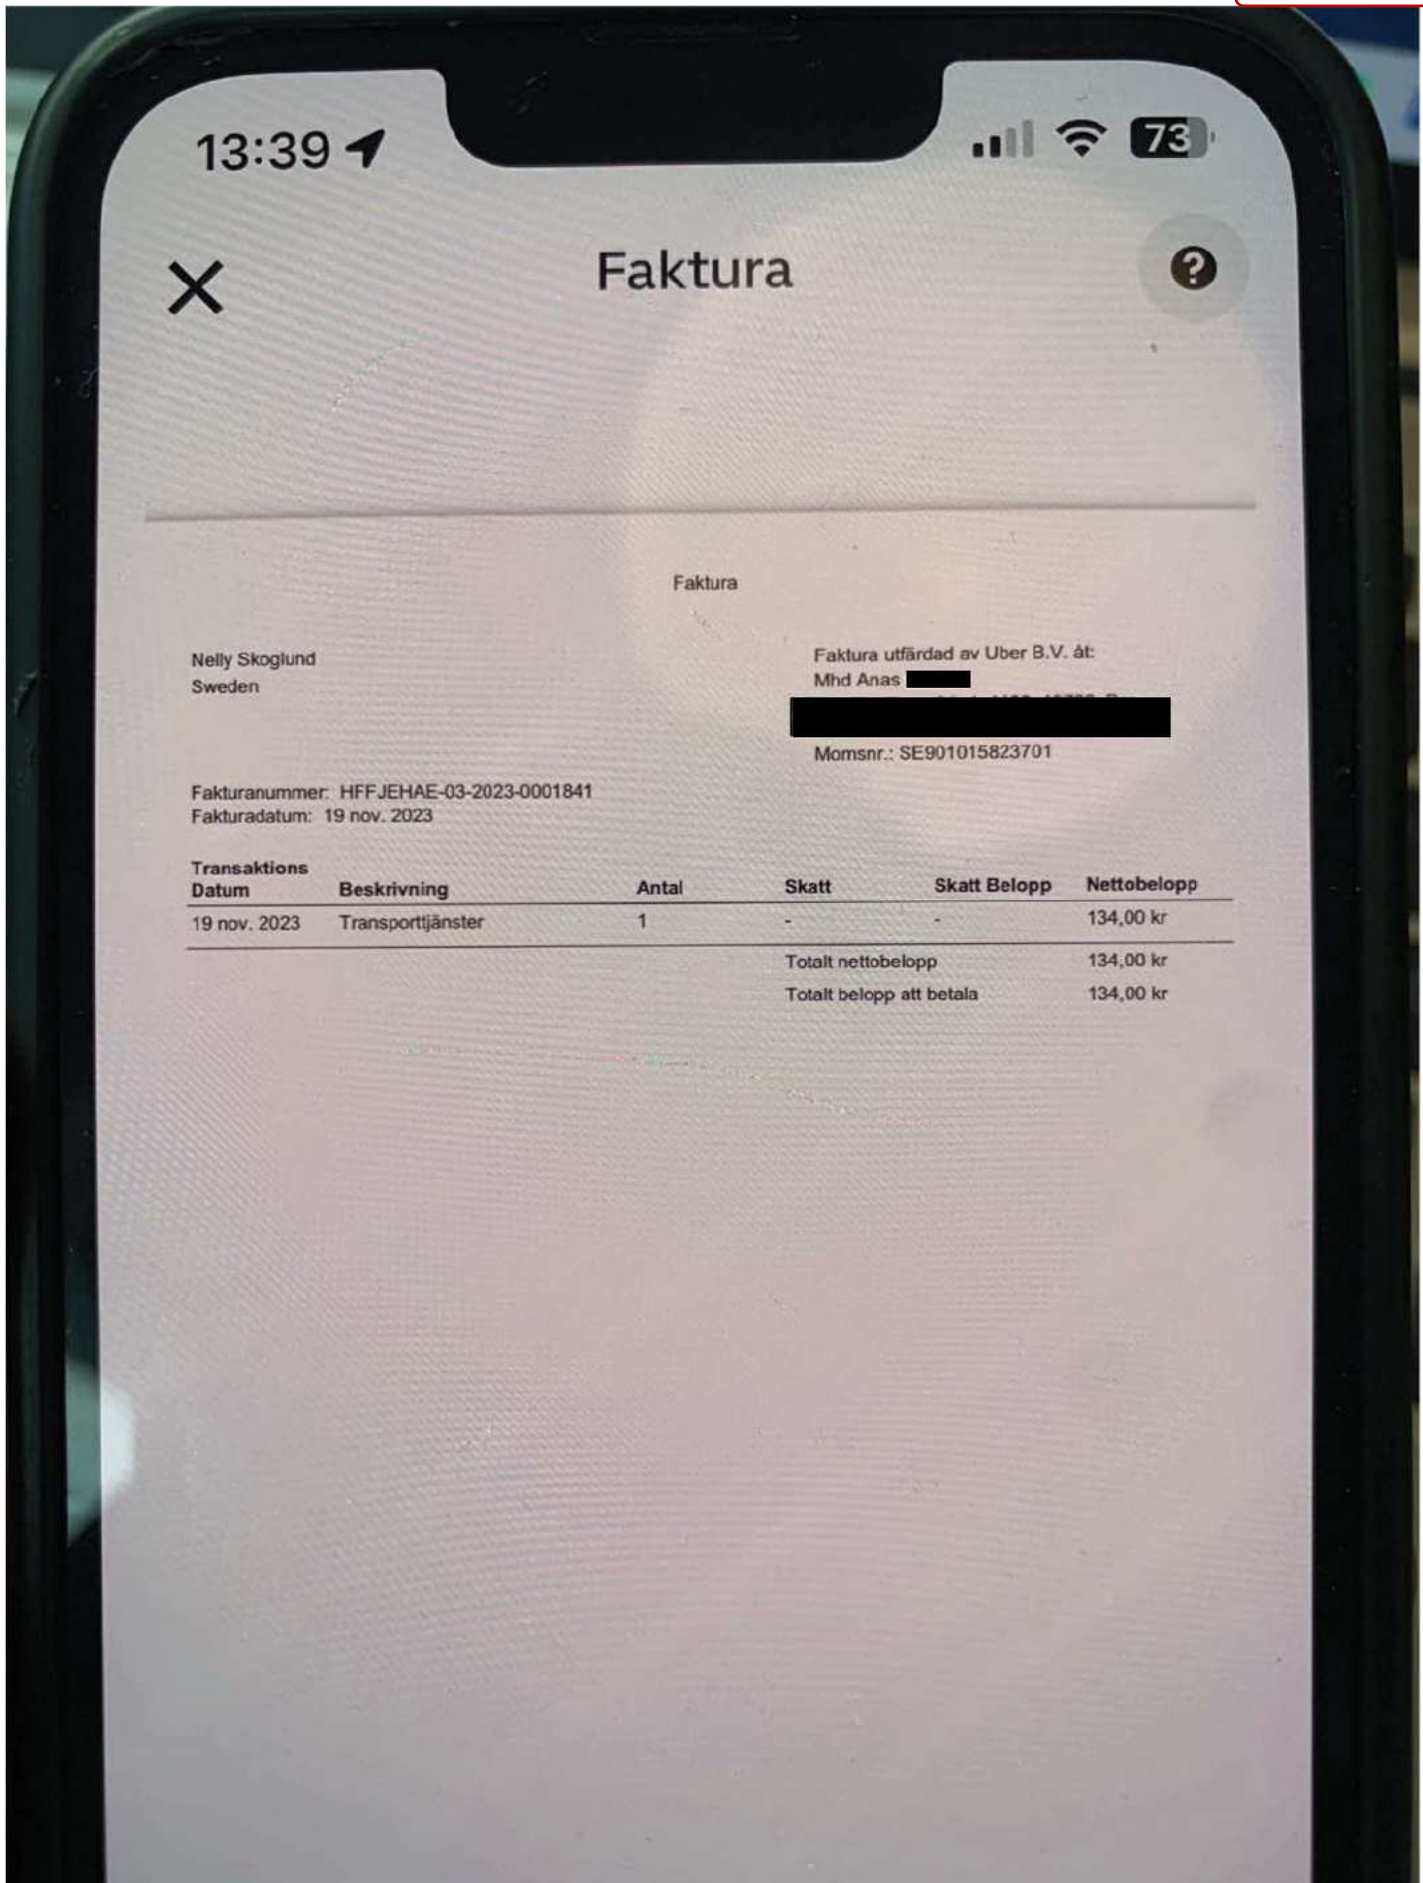 13:39
73
Faktura
Faktura
Nelly Skoglund
Sweden
Faktura utfärdad av Uber B.V. åt:
Mhd Anas
Momsnr.: SE901015823701
Fakturanummer: HFFJEHAE-03-2023-0001841
Fakturadatum: 19 nov. 2023
Transaktions
Datum Beskrivning Antal Skatt Skatt Belopp Nettobelopp
19 nov. 2023 Transporttjänster 1 - - 134,00 kr
Totalt nettobelopp 134,00 kr
Totalt belopp att betala 134,00 kr